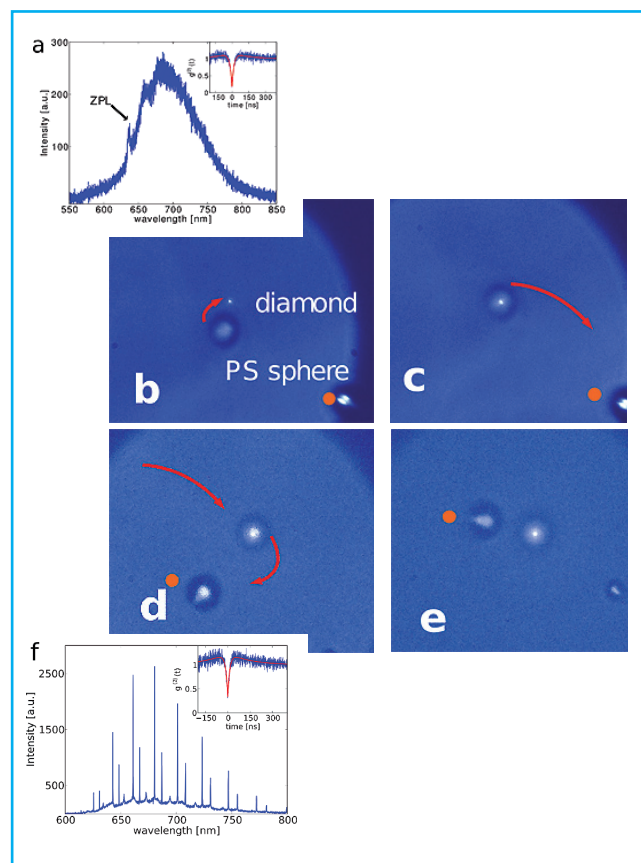 a
300
200
100
Intensity [a.u.]
ZPL
550 600 650 700 750 800 850
wavelength [nm]
1
0.5
0
g⁽²⁾(t)
150 0 150 300
time [ns]
diamond
PS sphere
b
c
d
e
f
2500
1500
500
Intensity [a.u.]
600 650 700 750 800
wavelength [nm]
1
0.5
0
g⁽²⁾(t)
−150 0 150 300
time [ns]